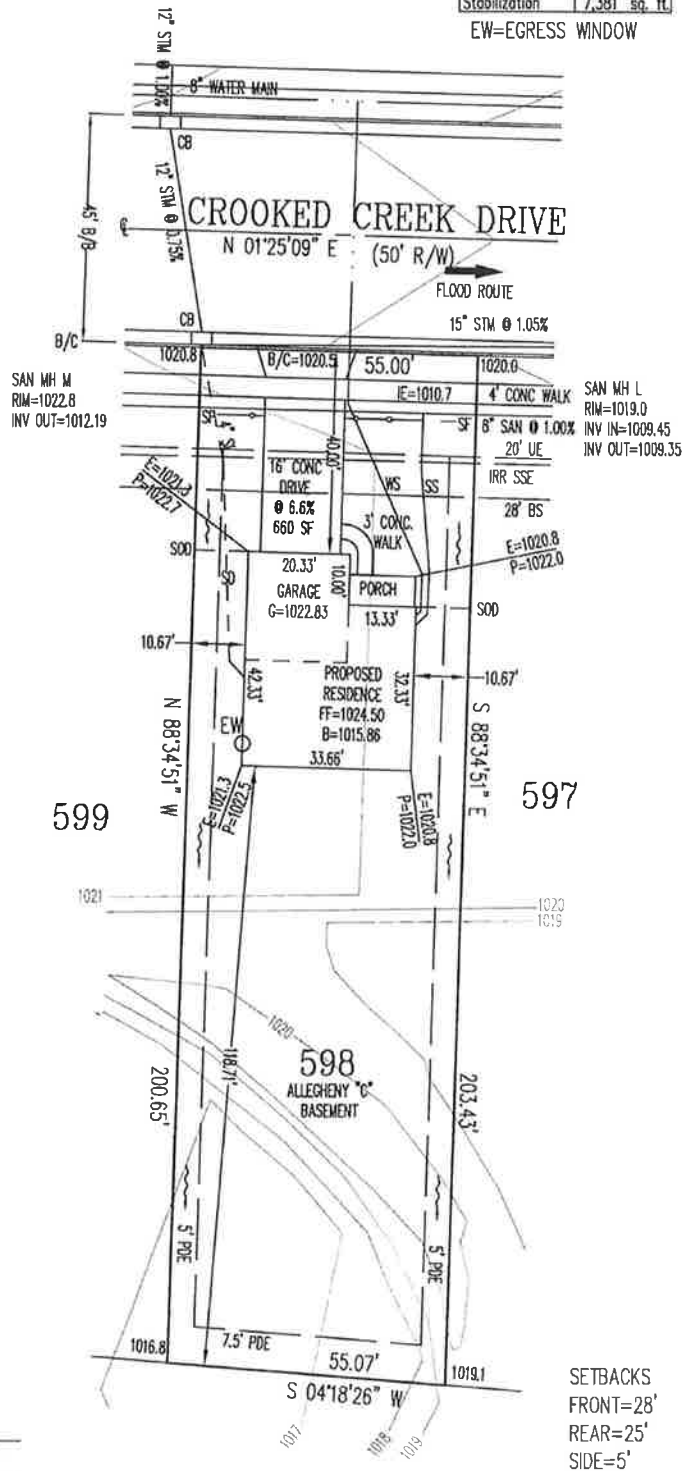 Stabilization 7,381 sq. ft.
EW=EGRESS WINDOW
12" STM @ 1.00%
8" WATER MAIN
CB
45' B/B
12" STM @ 0.75%
CROOKED CREEK DRIVE
N 01°25'09" E (50' R/W)
FLOOD ROUTE
15" STM @ 1.05%
CB
B/C
1020.8
B/C=1020.5
55.00'
1020.0
SAN MH M
RIM=1022.8
INV OUT=1012.19
IE=1010.7
4' CONC WALK
SAN MH L
RIM=1019.0
INV IN=1009.45
INV OUT=1009.35
SF
8" SAN @ 1.00%
20' UE
IRR SSE
28' BS
40.00'
16' CONC
DRIVE
@ 6.6%
660 SF
WS
SS
3' CONC.
WALK
E=1021.3
P=1022.7
E=1020.8
P=1022.0
SOD
SD
20.33'
10.00'
GARAGE
G=1022.83
PORCH
13.33'
SOD
10.67'
10.67'
42.33'
32.33'
PROPOSED
RESIDENCE
FF=1024.50
B=1015.86
EW
33.66'
N 88°34'51" W
S 88°34'51" E
E=1021.3
P=1022.5
E=1020.8
P=1022.0
599
597
1021
1020
1019
1020
598
ALLEGHENY "C"
BASEMENT
118.71'
200.65'
203.43'
5' PDE
5' PDE
7.5' PDE
1016.8
55.07'
1019.1
S 04°18'26" W
1017
1018
1019
SETBACKS
FRONT=28'
REAR=25'
SIDE=5'